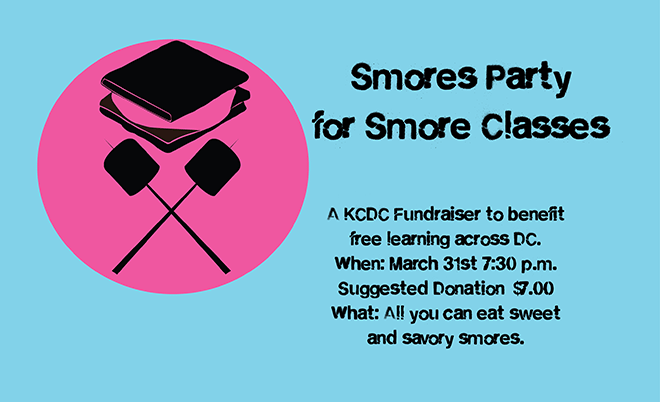 Smores Party
for Smore Classes
A KCDC Fundraiser to benefit
free learning across DC.
When: March 31st 7:30 p.m.
Suggested Donation $7.00
What: All you can eat sweet
and savory smores.